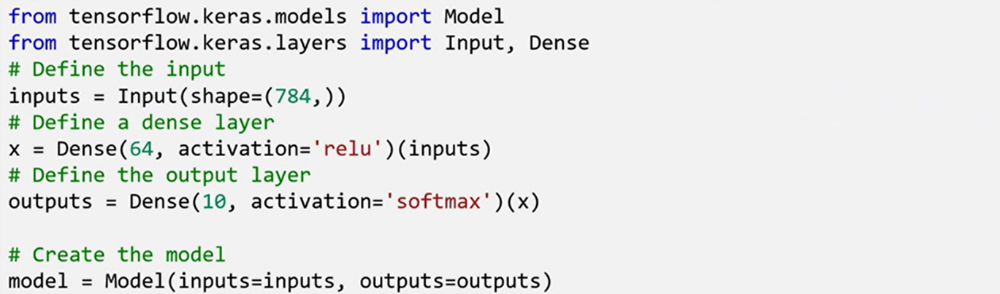 from tensorflow.keras.models import Model
from tensorflow.keras.layers import Input, Dense
# Define the input
inputs = Input(shape=(784,))
# Define a dense layer
x = Dense(64, activation='relu')(inputs)
# Define the output layer
outputs = Dense(10, activation='softmax')(x)

# Create the model
model = Model(inputs=inputs, outputs=outputs)